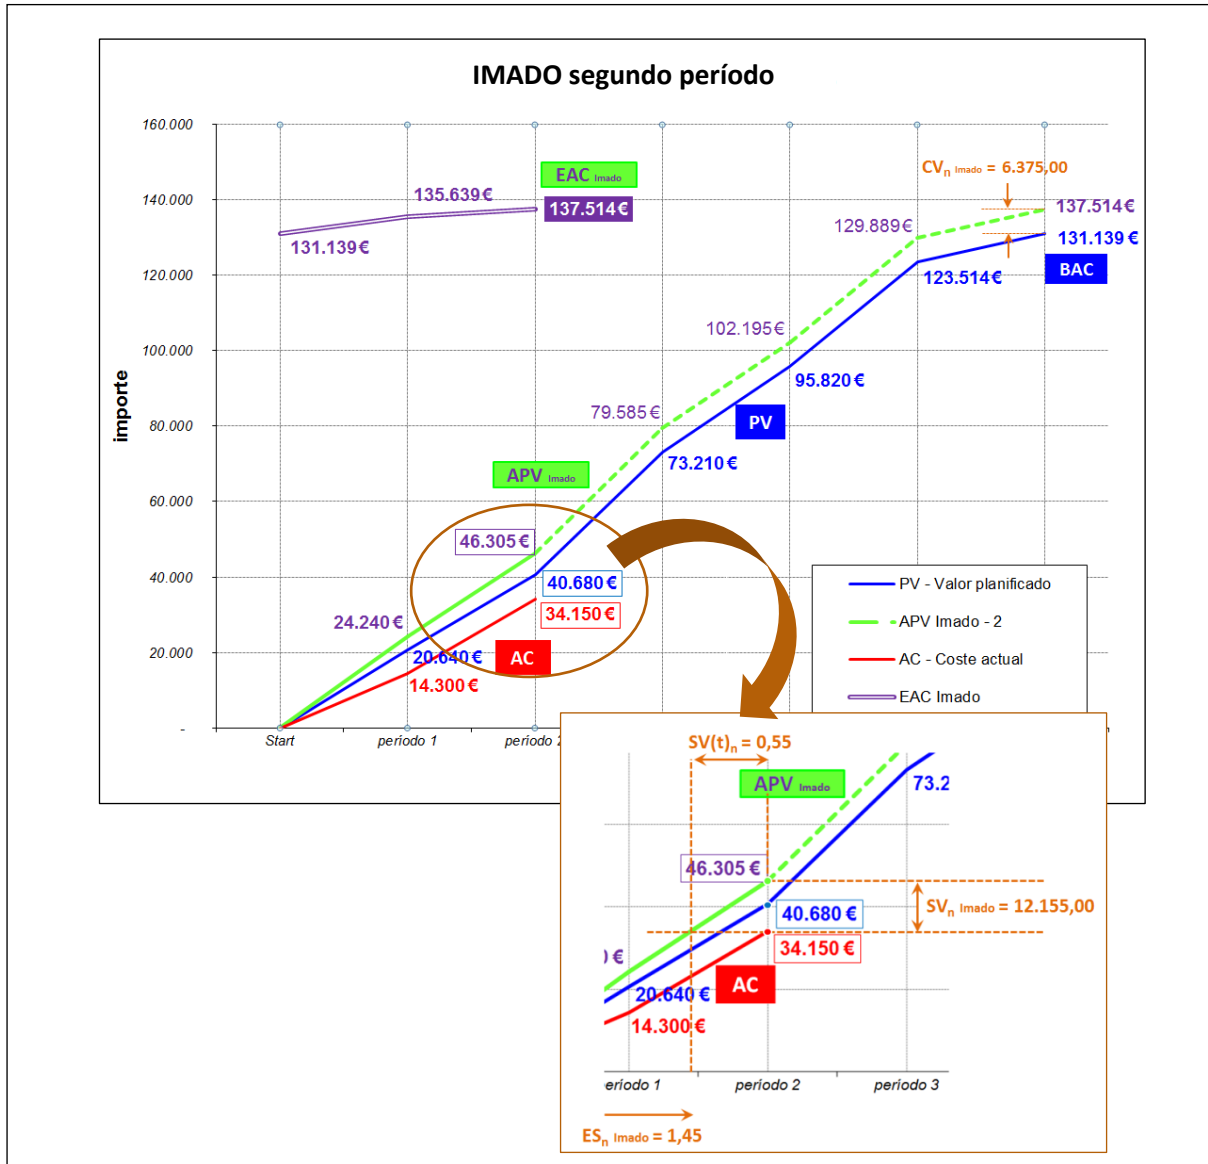 IMADO segundo período
160.000
140.000
120.000
100.000
80.000
60.000
40.000
20.000
-
importe
EAC Imado
137.514€
135.639€
131.139€
CVn Imado = 6.375,00
137.514€
131.139 €
BAC
129.889€
123.514€
102.195€
95.820€
PV
79.585€
73.210 €
APV Imado
46.305€
40.680€
34.150€
24.240€
20.640€
14.300€
AC
PV - Valor planificado
APV Imado - 2
AC - Coste actual
EAC Imado
Start
periodo 1
periodo 2
SV(t)n = 0,55
APV Imado
73.2
46.305€
40.680€
34.150€
SVn Imado = 12.155,00
) €
20.640€
14.300€
AC
eriodo 1
periodo 2
periodo 3
ESn Imado = 1,45